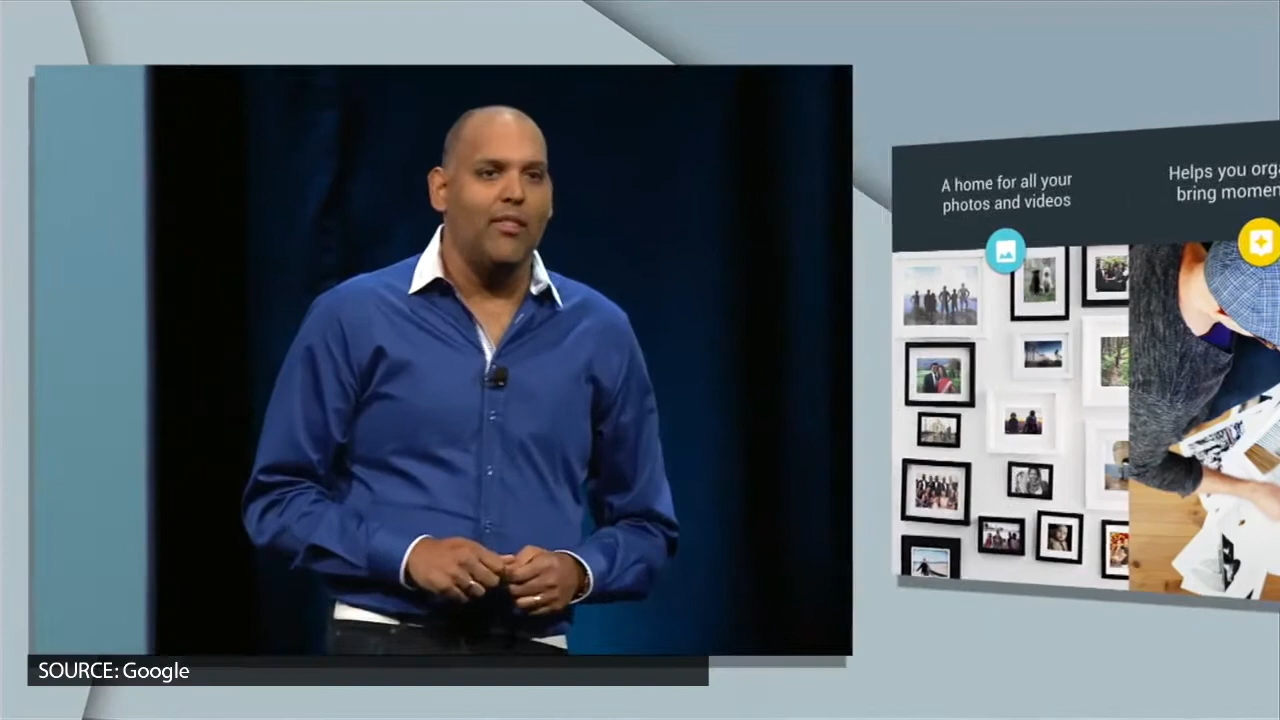 A home for all your
photos and videos
Helps you orga
bring momen
SOURCE: Google